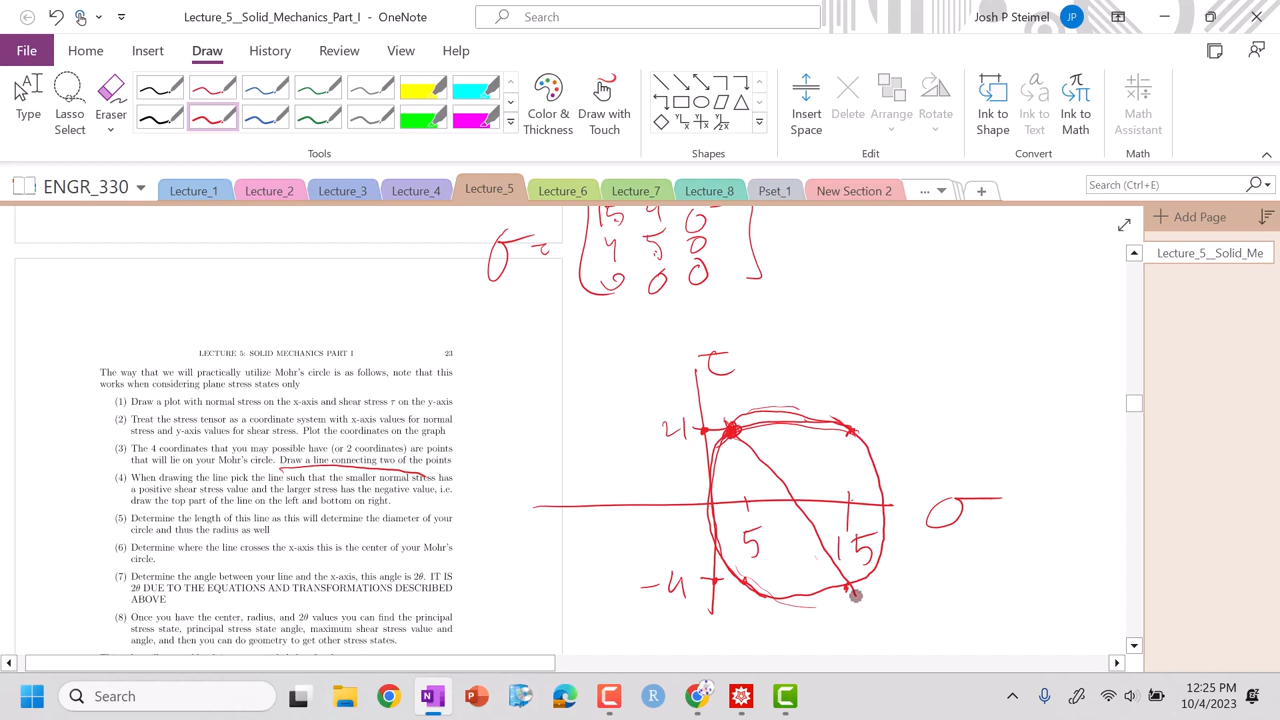 Lecture_5__Solid_Mechanics_Part_I - OneNote
Search
Josh P Steimel
JP
File
Home
Insert
Draw
History
Review
View
Help
Type
Lasso Select
Eraser
Color & Thickness
Draw with Touch
Insert Space
Delete
Arrange
Rotate
Ink to Shape
Ink to Text
Ink to Math
Math Assistant
Tools
Shapes
Edit
Convert
Math
ENGR_330
Lecture_1
Lecture_2
Lecture_3
Lecture_4
Lecture_5
Lecture_6
Lecture_7
Lecture_8
Pset_1
New Section 2
...
Search (Ctrl+E)
Add Page
Lecture_5__Solid_Me
σ =
15 4 0
4 5 0
0 0 0
LECTURE 5: SOLID MECHANICS PART I 23
The way that we will practically utilize Mohr's circle is as follows, note that this
works when considering plane stress states only
(1) Draw a plot with normal stress on the x-axis and shear stress τ on the y-axis
(2) Treat the stress tensor as a coordinate system with x-axis values for normal
stress and y-axis values for shear stress. Plot the coordinates on the graph
(3) The 4 coordinates that you may possible have (or 2 coordinates) are points
that will lie on your Mohr's circle. Draw a line connecting two of the points
(4) When drawing the line pick the line such that the smaller normal stress has
a positive shear stress value and the larger stress has the negative value, i.e.
draw the top part of the line on the left and bottom on right.
(5) Determine the length of this line as this will determine the diameter of your
circle and thus the radius as well
(6) Determine where the line crosses the x-axis this is the center of your Mohr's
circle.
(7) Determine the angle between your line and the x-axis, this angle is 2θ. IT IS
2θ DUE TO THE EQUATIONS AND TRANSFORMATIONS DESCRIBED
ABOVE
(8) Once you have the center, radius, and 2θ values you can find the principal
stress state, principal stress state angle, maximum shear stress value and
angle, and then you can do geometry to get other stress states.
τ
σ
5
15
-4
Search
12:25 PM
10/4/2023